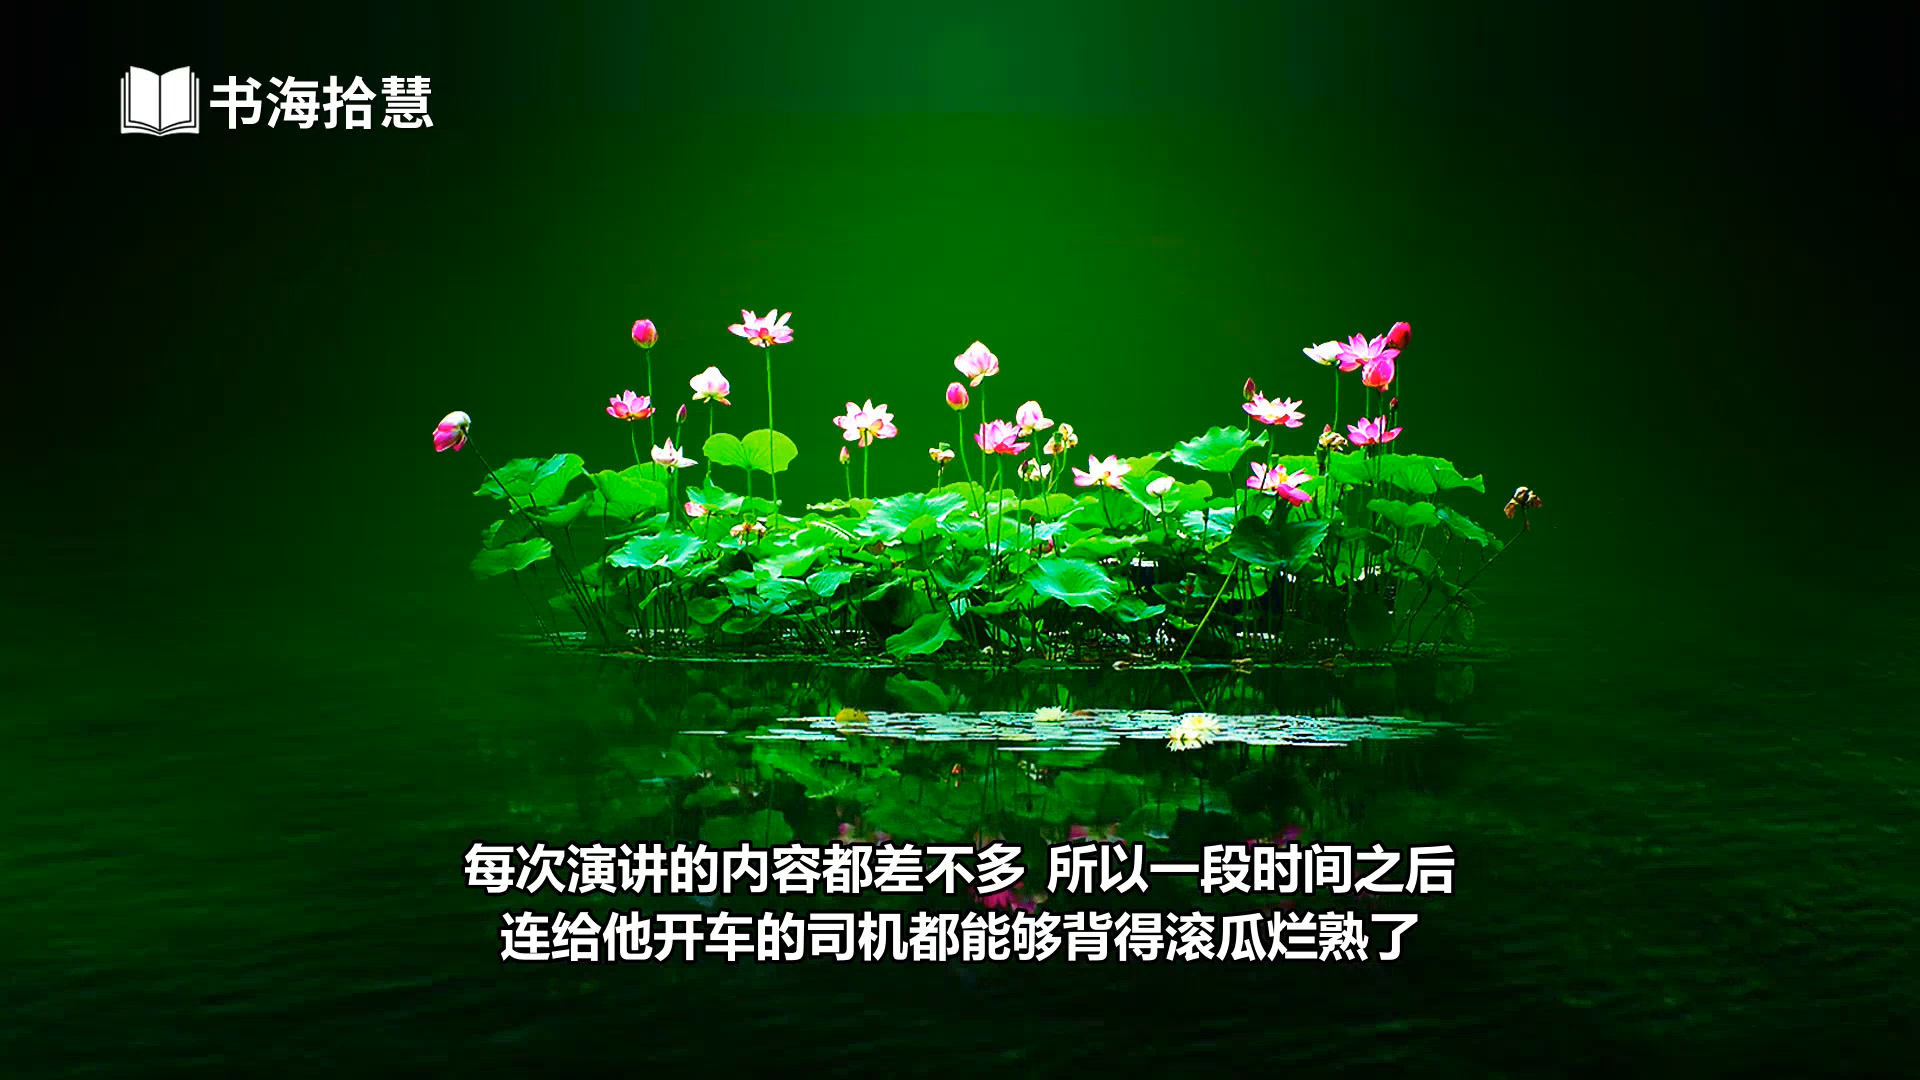 书海拾慧
每次演讲的内容都差不多 所以一段时间之后
连给他开车的司机都能够背得滚瓜烂熟了